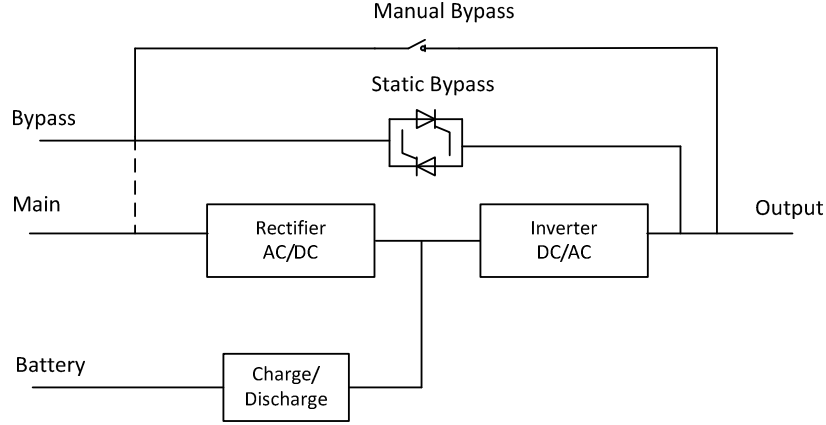 Manual Bypass
Static Bypass
Bypass
Main
Rectifier
AC/DC
Inverter
DC/AC
Output
Battery
Charge/
Discharge